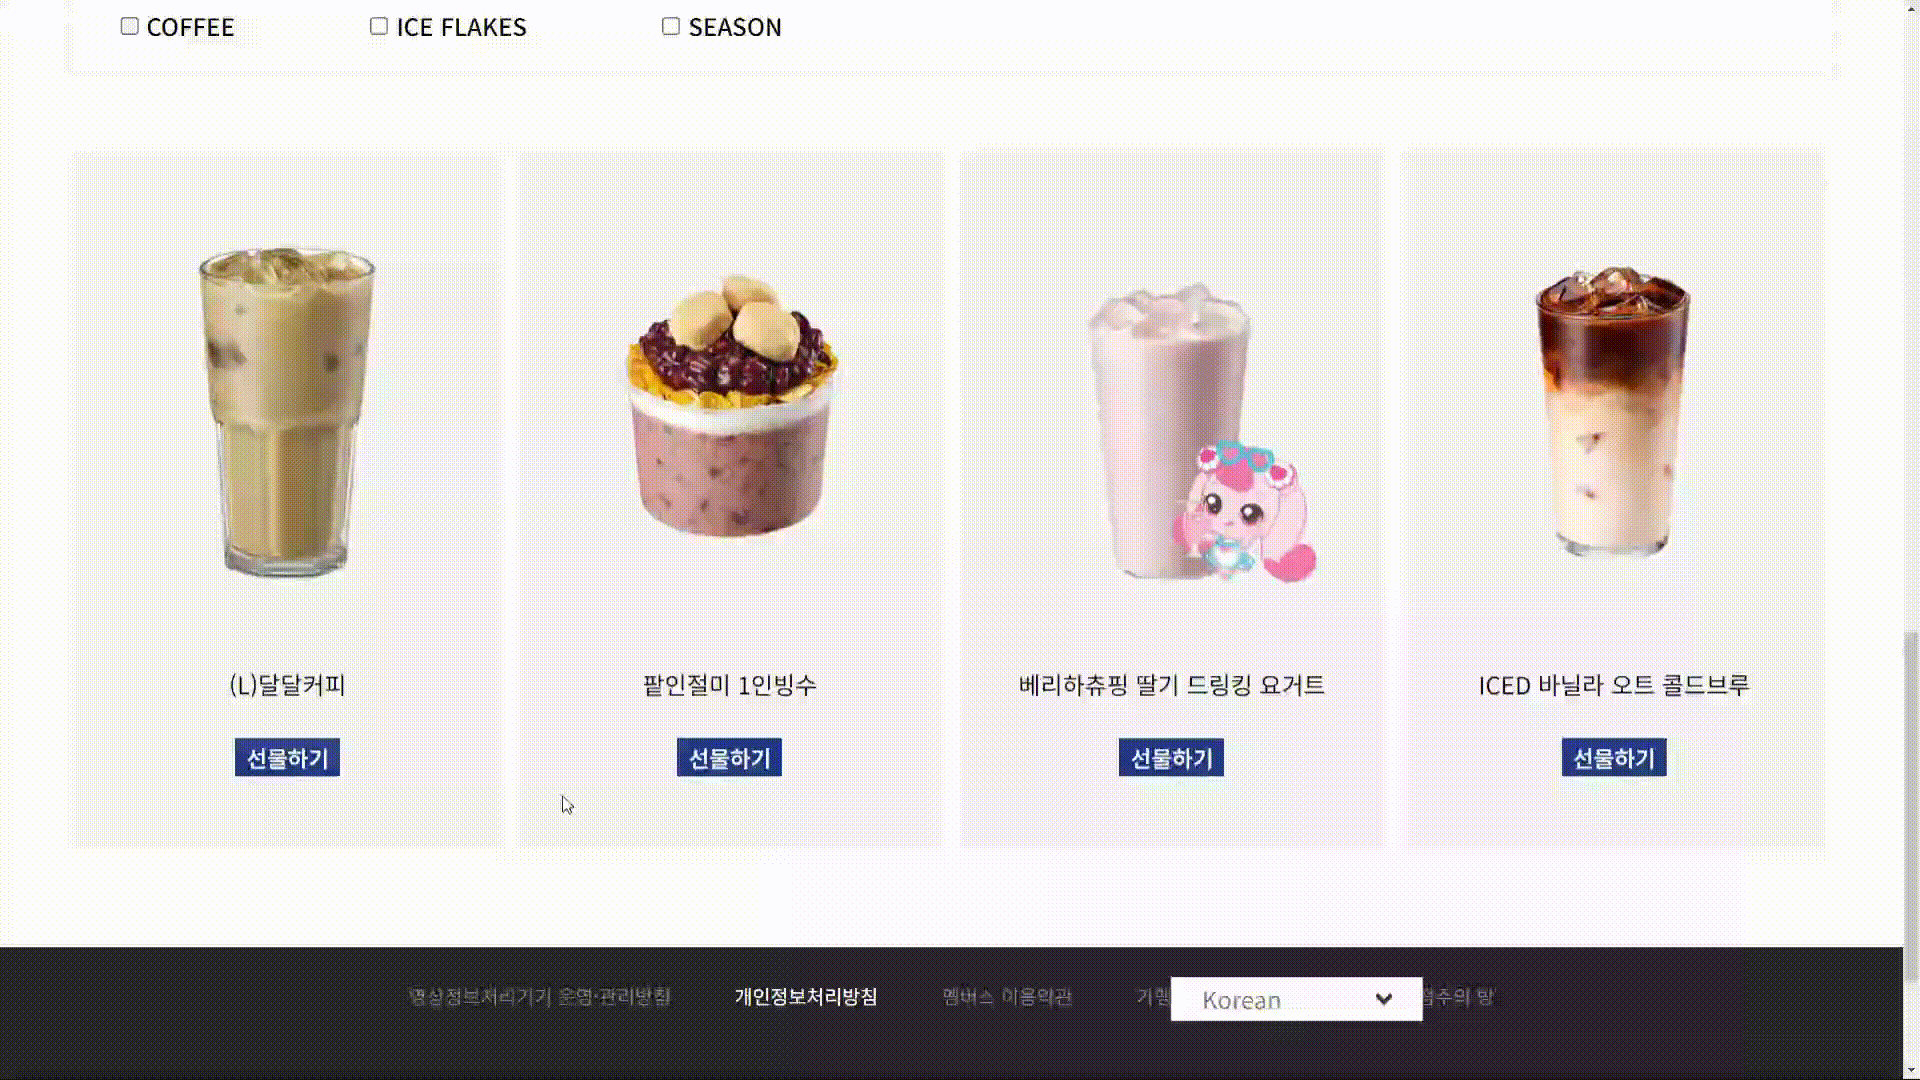 COFFEE
ICE FLAKES
SEASON
(L)달달커피
팥인절미 1인빙수
베리하츄핑 딸기 드링킹 요거트
ICED 바닐라 오트 콜드브루
선물하기
선물하기
선물하기
선물하기
영상정보처리기기 운영·관리방침
개인정보처리방침
멤버스 이용약관
Korean
점주의 방